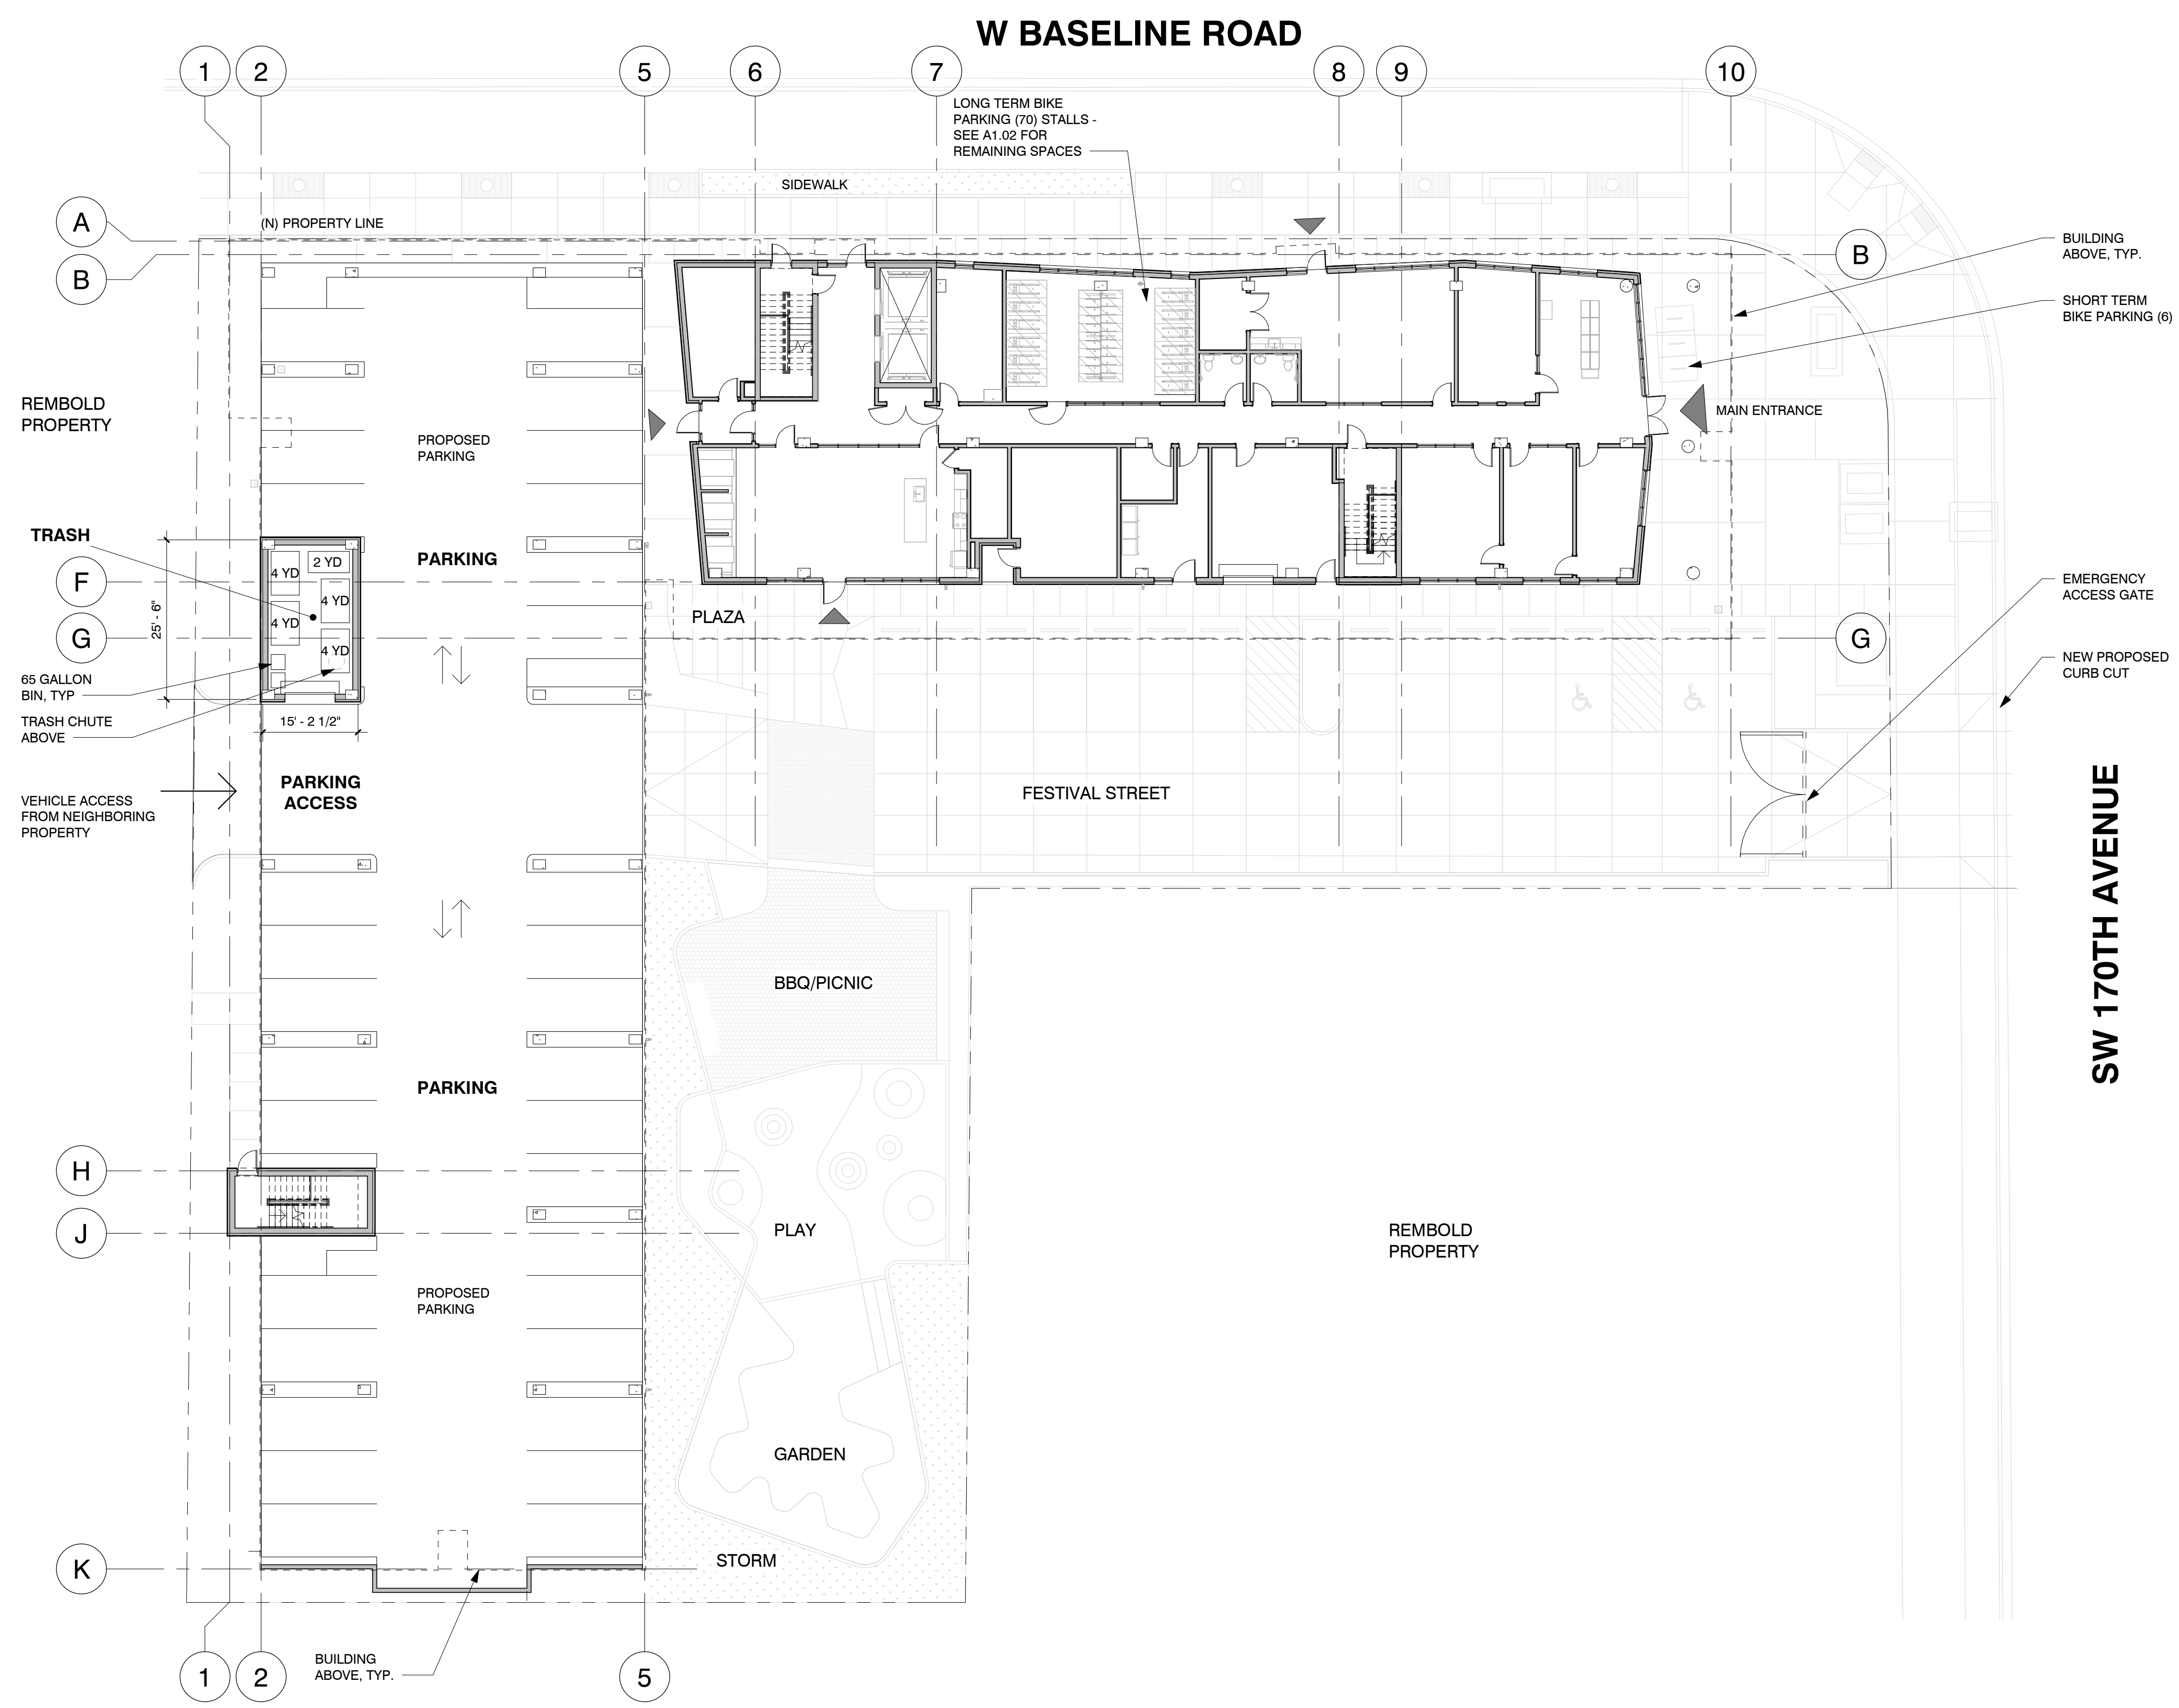 W BASELINE ROAD
1
2
5
6
7
8
9
10
LONG TERM BIKE
PARKING (70) STALLS -
SEE A1.02 FOR
REMAINING SPACES
SIDEWALK
A
(N) PROPERTY LINE
B
B
BUILDING
ABOVE, TYP.
SHORT TERM
BIKE PARKING (6)
REMBOLD
PROPERTY
MAIN ENTRANCE
PROPOSED
PARKING
TRASH
PARKING
2 YD
4 YD
4 YD
4 YD
4 YD
F
25' - 6"
G
PLAZA
G
EMERGENCY
ACCESS GATE
NEW PROPOSED
CURB CUT
65 GALLON
BIN, TYP
TRASH CHUTE
ABOVE
15' - 2 1/2"
PARKING
ACCESS
VEHICLE ACCESS
FROM NEIGHBORING
PROPERTY
FESTIVAL STREET
SW 170TH AVENUE
BBQ/PICNIC
PARKING
H
J
PLAY
REMBOLD
PROPERTY
PROPOSED
PARKING
GARDEN
STORM
K
BUILDING
ABOVE, TYP.
1
2
5